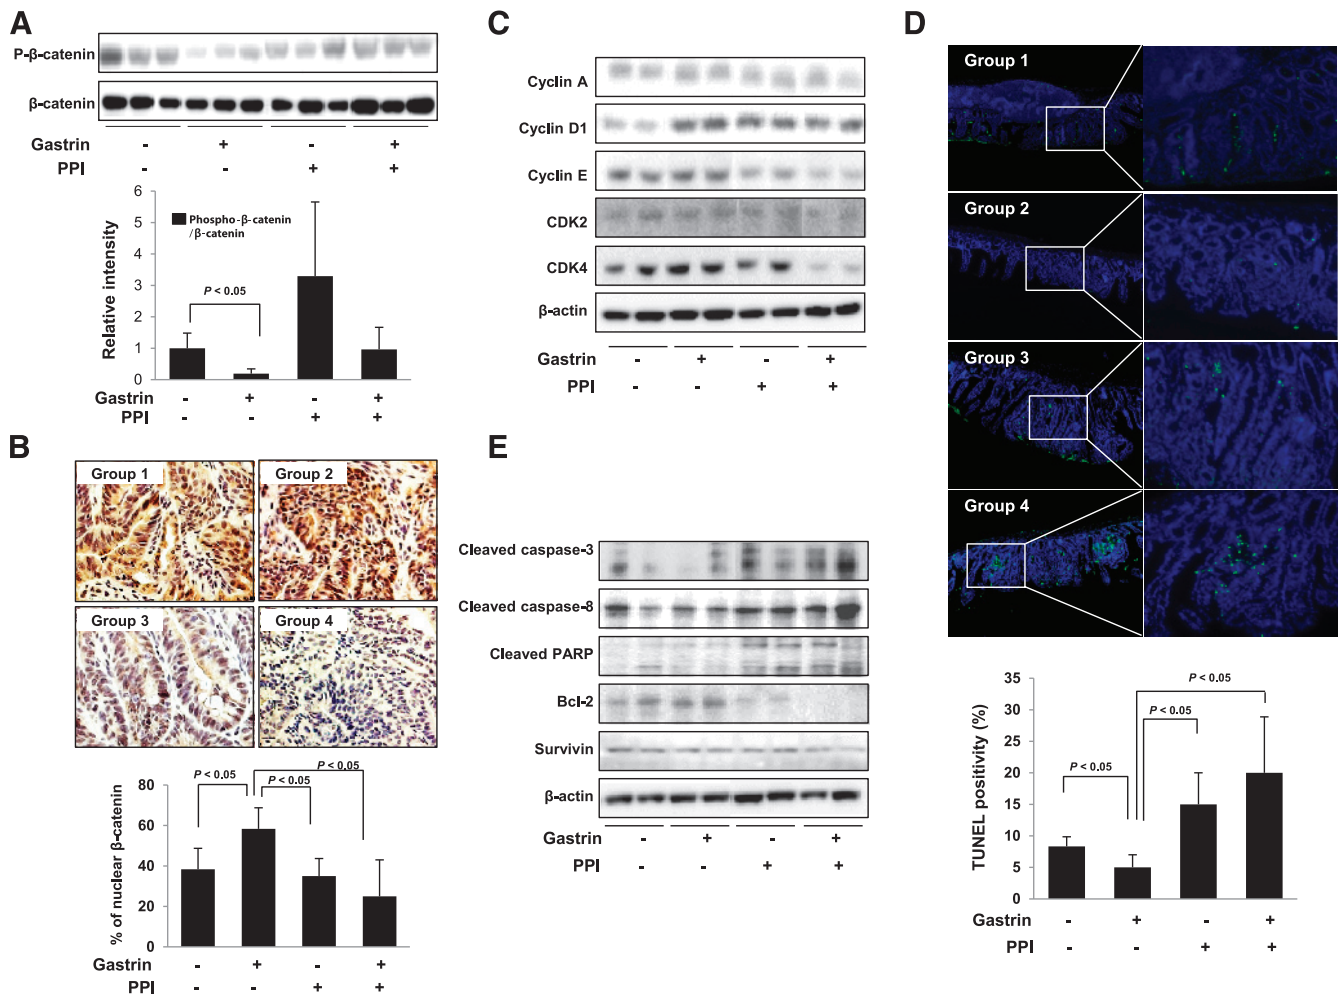 A
P-β-catenin
β-catenin
Gastrin - + - +
PPI - - + +
6
5
4
3
2
1
0
Relative intensity
Phospho-β-catenin
/β-catenin
P < 0.05
Gastrin - + - +
PPI - - + +
B
Group 1
Group 2
Group 3
Group 4
80
60
40
20
0
% of nuclear β-catenin
P < 0.05
P < 0.05
P < 0.05
Gastrin - + - +
PPI - - + +
C
Cyclin A
Cyclin D1
Cyclin E
CDK2
CDK4
β-actin
Gastrin - + - +
PPI - - + +
E
Cleaved caspase-3
Cleaved caspase-8
Cleaved PARP
Bcl-2
Survivin
β-actin
Gastrin - + - +
PPI - - + +
D
Group 1
Group 2
Group 3
Group 4
35
30
25
20
15
10
5
0
TUNEL positivity (%)
P < 0.05
P < 0.05
P < 0.05
Gastrin - + - +
PPI - - + +